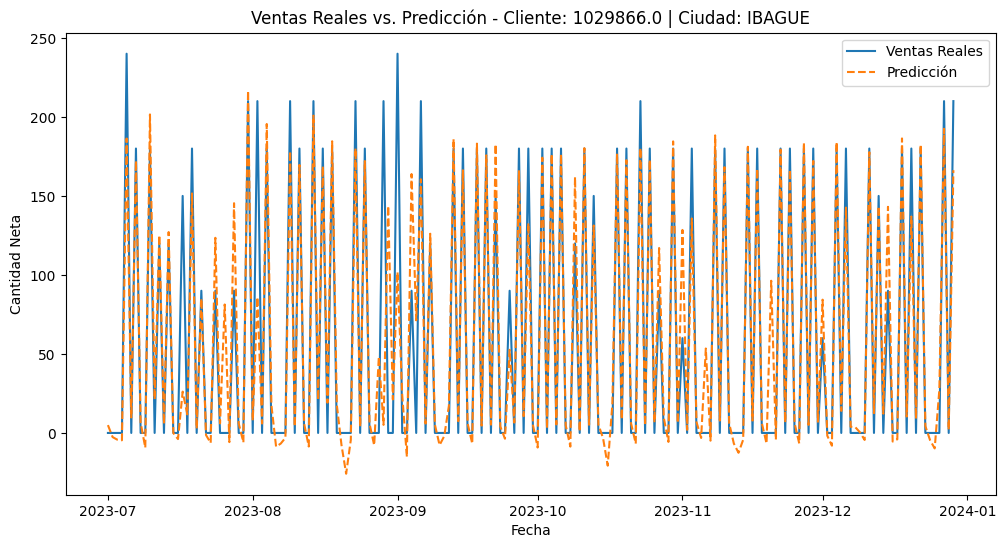 Ventas Reales vs. Predicción - Cliente: 1029866.0 | Ciudad: IBAGUE
250
200
150
100
50
0
Cantidad Neta
Ventas Reales
Predicción
2023-07
2023-08
2023-09
2023-10
2023-11
2023-12
2024-01
Fecha